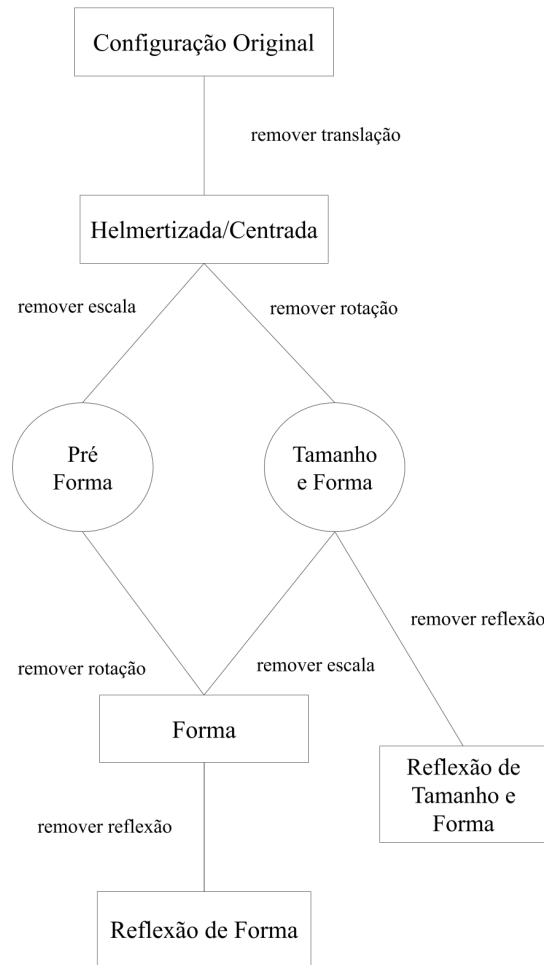 Configuração Original
remover translação
Helmertizada/Centrada
remover escala
remover rotação
Pré
Forma
Tamanho
e Forma
remover reflexão
remover rotação
remover escala
Forma
Reflexão de
Tamanho e
Forma
remover reflexão
Reflexão de Forma